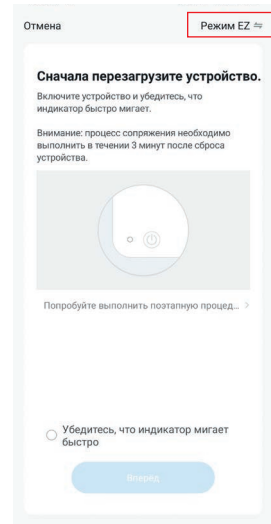 Отмена
Режим EZ
Сначала перезагрузите устройство.
Включите устройство и убедитесь, что
индикатор быстро мигает.
Внимание: процесс сопряжения необходимо
выполнить в течении 3 минут после сброса
устройства.
Попробуйте выполнить поэтапную процед...
Убедитесь, что индикатор мигает
быстро
Вперед